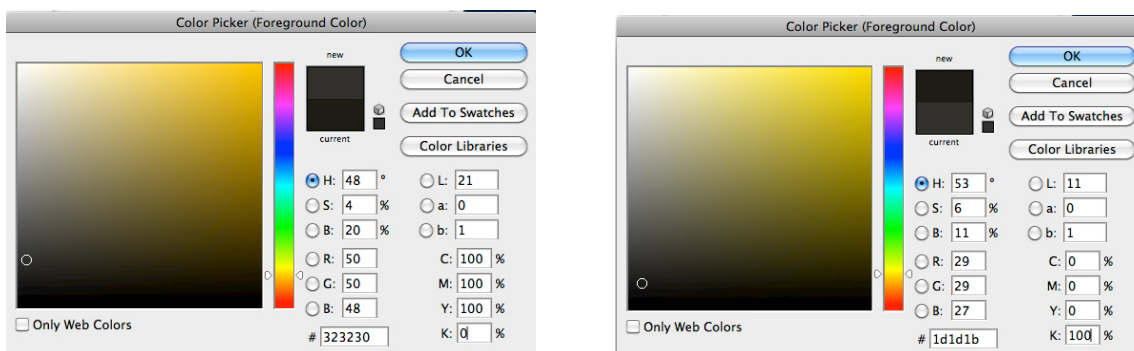 Color Picker (Foreground Color)
new
current
OK
Cancel
Add To Swatches
Color Libraries
H: 48 °
L: 21
S: 4 %
a: 0
B: 20 %
b: 1
R: 50
C: 100 %
G: 50
M: 100 %
B: 48
Y: 100 %
# 323230
K: 0 %
Only Web Colors
Color Picker (Foreground Color)
new
current
OK
Cancel
Add To Swatches
Color Libraries
H: 53 °
L: 11
S: 6 %
a: 0
B: 11 %
b: 1
R: 29
C: 0 %
G: 29
M: 0 %
B: 27
Y: 0 %
# 1d1d1b
K: 100 %
Only Web Colors